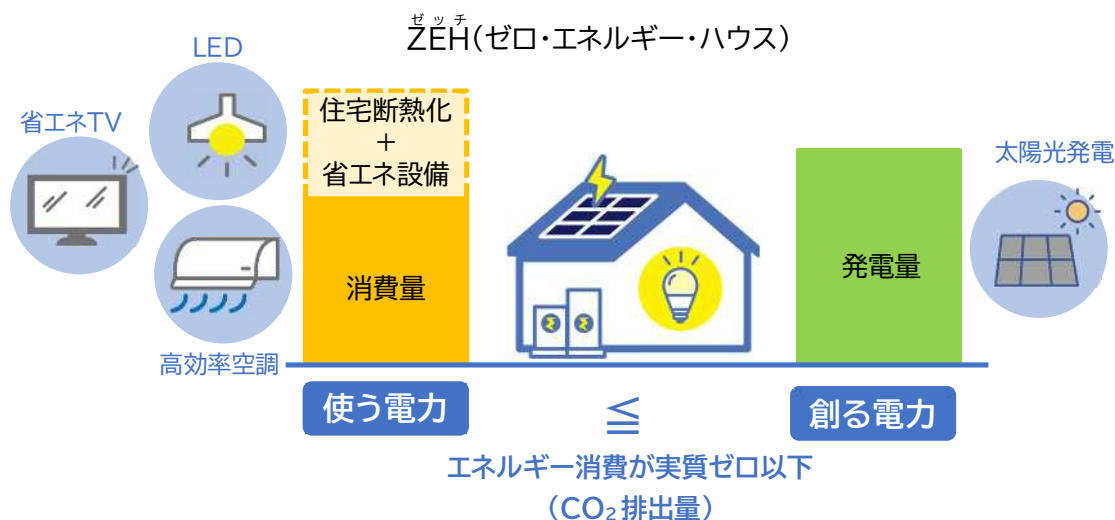 ゼッチ
ZEH(ゼロ・エネルギー・ハウス)
LED
省エネTV
住宅断熱化
+
省エネ設備
太陽光発電
消費量
発電量
高効率空調
使う電力
≦
創る電力
エネルギー消費が実質ゼロ以下
(CO₂排出量)